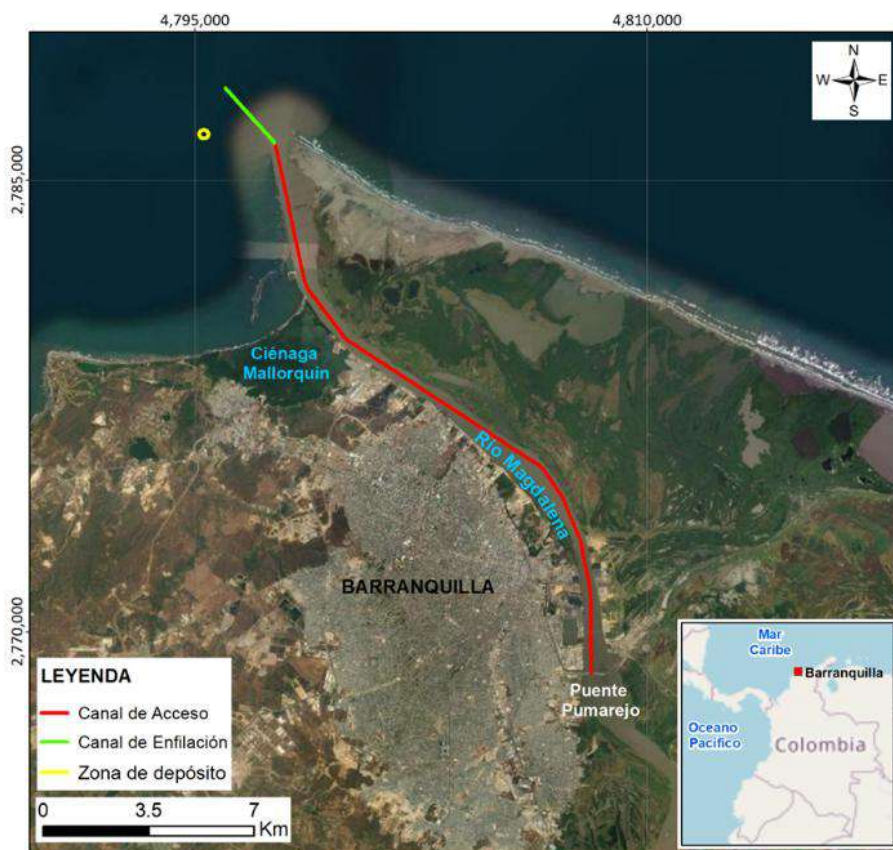 4,795,000
4,810,000
N
W E
S
2,785,000
Ciénaga
Mallorquín
Río Magdalena
BARRANQUILLA
2,770,000
Puente
Pumarejo
LEYENDA
Canal de Acceso
Canal de Enfilación
Zona de depósito
0 3.5 7
Km
Mar
Caribe
Barranquilla
Oceano
Pacífico
Colombia